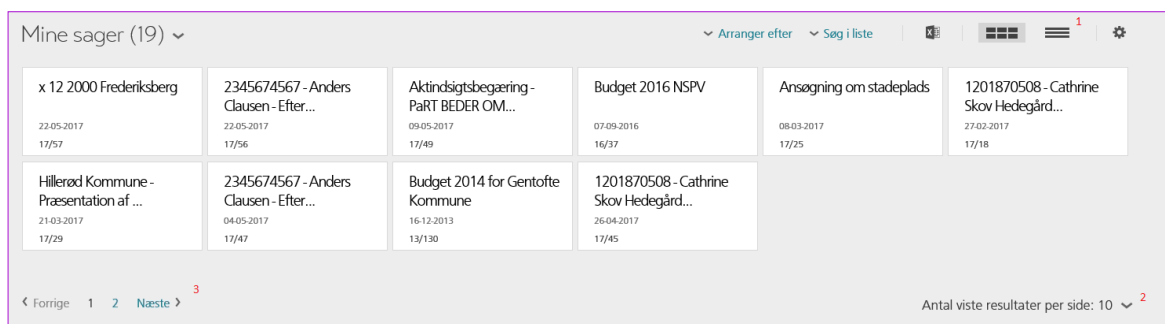 Mine sager (19)
Arranger efter Søg i liste 1
x 12 2000 Frederiksberg
22-05-2017
17/57
2345674567 - Anders
Clausen - Efter...
22-05-2017
17/56
Aktindsigtsbegæring -
PaRT BEDER OM...
09-05-2017
17/49
Budget 2016 NSPV
07-09-2016
16/37
Ansøgning om stadeplads
08-03-2017
17/25
1201870508 - Cathrine
Skov Hedegård...
27-02-2017
17/18
Hillerød Kommune -
Præsentation af ...
21-03-2017
17/29
2345674567 - Anders
Clausen - Efter...
04-05-2017
17/47
Budget 2014 for Gentofte
Kommune
16-12-2013
13/130
1201870508 - Cathrine
Skov Hedegård...
26-04-2017
17/45
Forrige 1 2 Næste 3
Antal viste resultater per side: 10 2